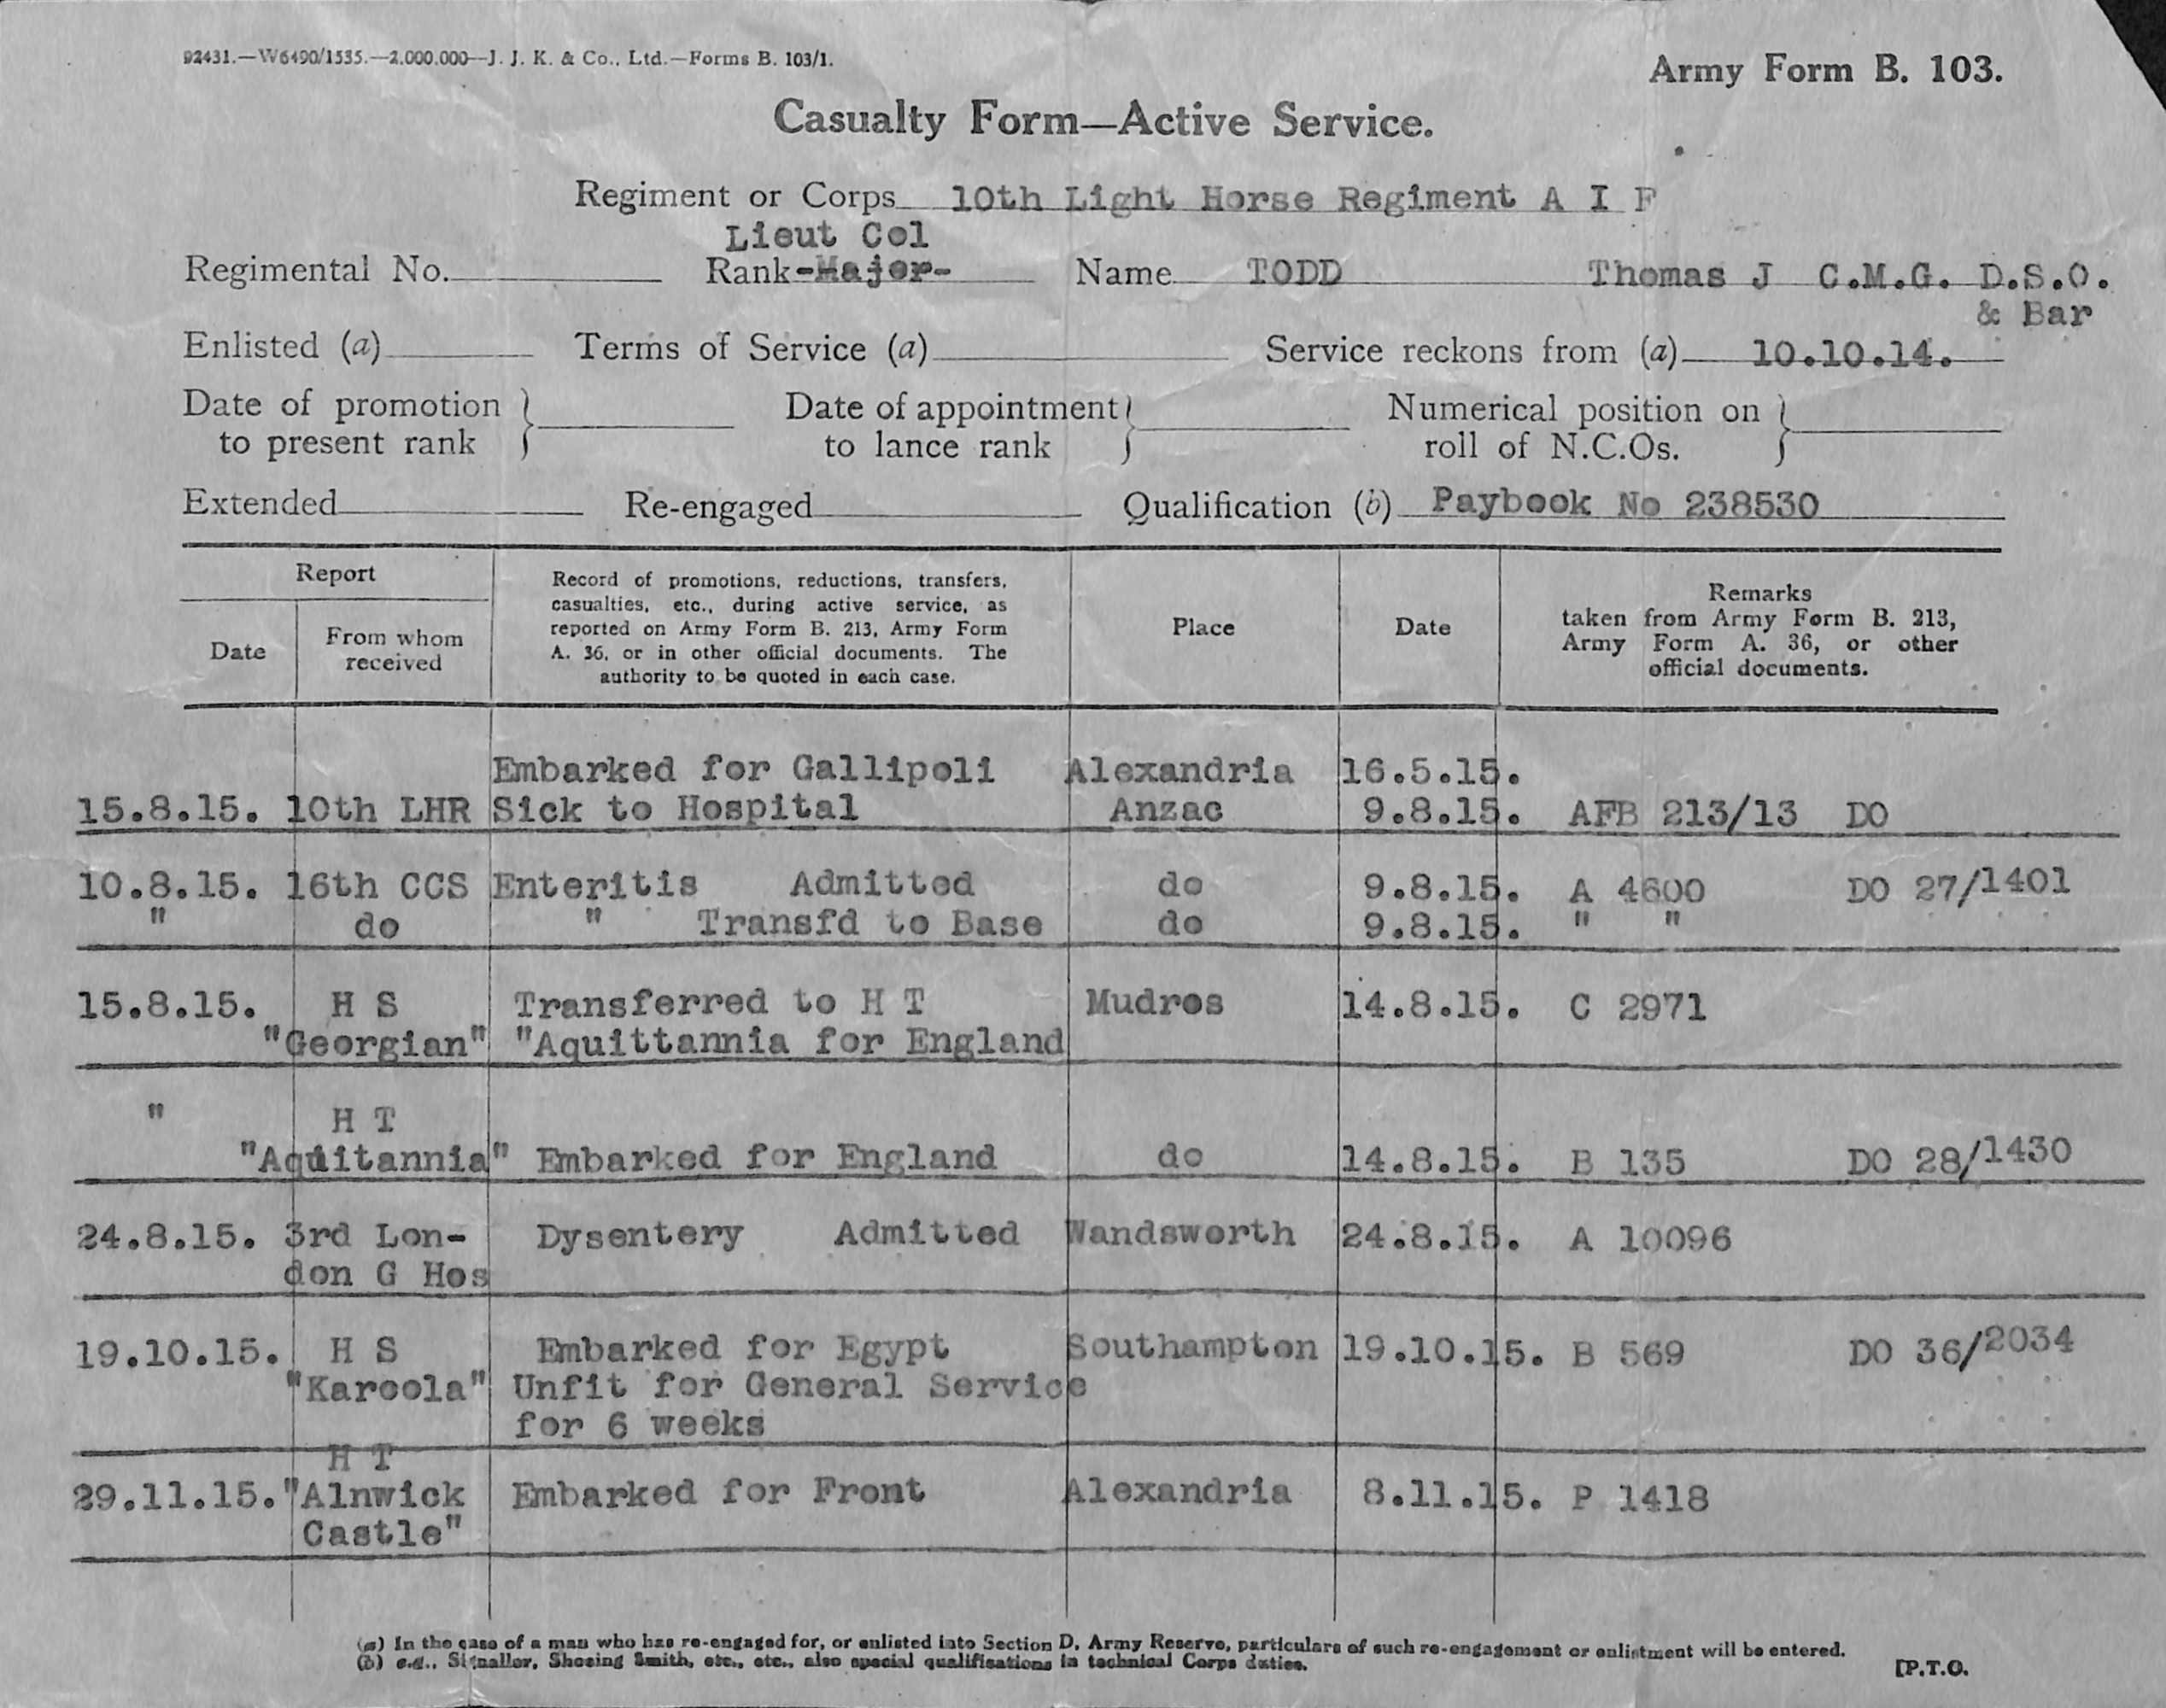 92431.—W6490/1535.—2,000,000—J. J. K. & Co., Ltd.—Forms B. 103/1.
Army Form B. 103.
Casualty Form—Active Service.
Regiment or Corps 10th Light Horse Regiment A I F
Lieut Col
Regimental No. Rank -Major- Name TODD Thomas J C.M.G. D.S.O.
& Bar
Enlisted (a) Terms of Service (a) Service reckons from (a) 10.10.14.
Date of promotion } Date of appointment } Numerical position on }
to present rank to lance rank roll of N.C.Os.
Extended Re-engaged Qualification (b) Paybook No 238530
Report
Date
From whom
received
Record of promotions, reductions, transfers,
casualties, etc., during active service, as
reported on Army Form B. 213, Army Form
A. 36, or in other official documents. The
authority to be quoted in each case.
Place
Date
Remarks
taken from Army Form B. 213,
Army Form A. 36, or other
official documents.
Embarked for Gallipoli Alexandria 16.5.15.
15.8.15. 10th LHR Sick to Hospital Anzac 9.8.15. AFB 213/13 DO
10.8.15. 16th CCS Enteritis Admitted do 9.8.15. A 4600 DO 27/1401
" do " Transfd to Base do 9.8.15. " "
15.8.15. H S Transferred to H T Mudros 14.8.15. C 2971
"Georgian" "Aquittannia for England
" H T
"Aquitannia" Embarked for England do 14.8.15. B 135 DO 28/1430
24.8.15. 3rd Lon- Dysentery Admitted Wandsworth 24.8.15. A 10096
don G Hos
19.10.15. H S Embarked for Egypt Southampton 19.10.15. B 569 DO 36/2034
"Karoola" Unfit for General Service
for 6 weeks
H T
29.11.15. "Alnwick Embarked for Front Alexandria 8.11.15. P 1418
Castle"
(a) In the case of a man who has re-engaged for, or enlisted into Section D, Army Reserve, particulars of such re-engagement or enlistment will be entered.
(b) e.g., Signaller, Shoeing Smith, etc., etc., also special qualifications in technical Corps duties.
[P.T.O.